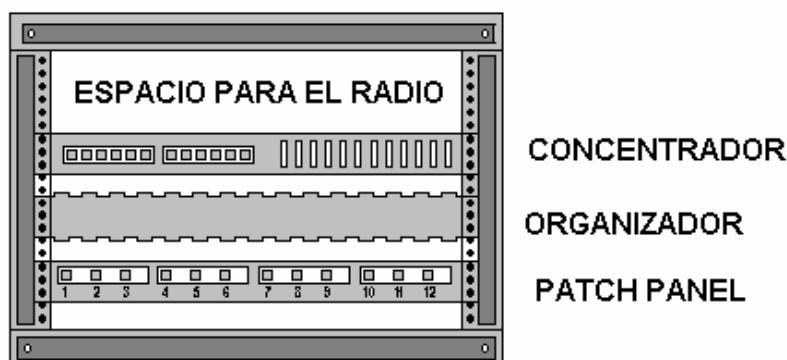 ESPACIO PARA EL RADIO
CONCENTRADOR
ORGANIZADOR
PATCH PANEL
1 2 3 4 5 6 7 8 9 10 11 12